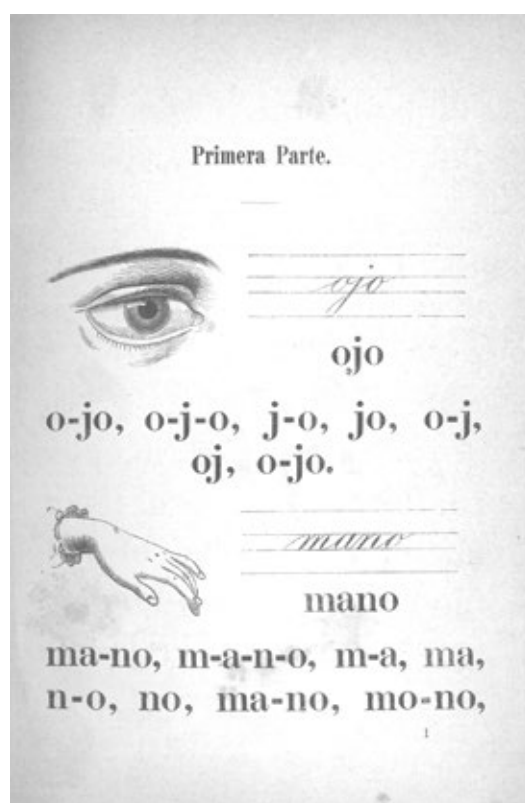 Primera Parte.
ojo
ojo
o-jo, o-j-o, j-o, jo, o-j,
oj, o-jo.
mano
mano
ma-no, m-a-n-o, m-a, ma,
n-o, no, ma-no, mo-no,
1